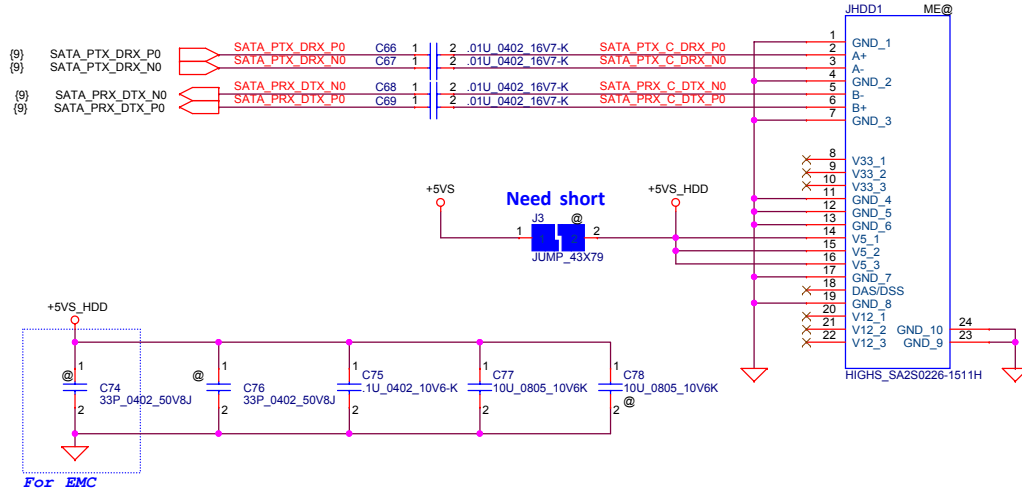 JHDD1 ME@
{9} SATA_PTX_DRX_P0 SATA_PTX_DRX_P0 C66 1 2 .01U_0402_16V7-K SATA_PTX_C_DRX_P0
{9} SATA_PTX_DRX_N0 SATA_PTX_DRX_N0 C67 1 2 .01U_0402_16V7-K SATA_PTX_C_DRX_N0
{9} SATA_PRX_DTX_N0 SATA_PRX_DTX_N0 C68 1 2 .01U_0402_16V7-K SATA_PRX_C_DTX_N0
{9} SATA_PRX_DTX_P0 SATA_PRX_DTX_P0 C69 1 2 .01U_0402_16V7-K SATA_PRX_C_DTX_P0
1 GND_1
2 A+
3 A-
4 GND_2
5 B-
6 B+
7 GND_3
8 V33_1
9 V33_2
10 V33_3
11 GND_4
12 GND_5
13 GND_6
14 V5_1
15 V5_2
16 V5_3
17 GND_7
18 DAS/DSS
19 GND_8
20 V12_1
21 V12_2 GND_10 24
22 V12_3 GND_9 23
HIGHS_SA2S0226-1511H
+5VS
Need short
+5VS_HDD
J3 @
1 1 2 2
JUMP_43X79
+5VS_HDD
@ 1 C74 33P_0402_50V8J 2
@ 1 C76 33P_0402_50V8J 2
1 C75 .1U_0402_10V6-K 2
1 C77 10U_0805_10V6K 2
1 C78 10U_0805_10V6K @ 2
For EMC